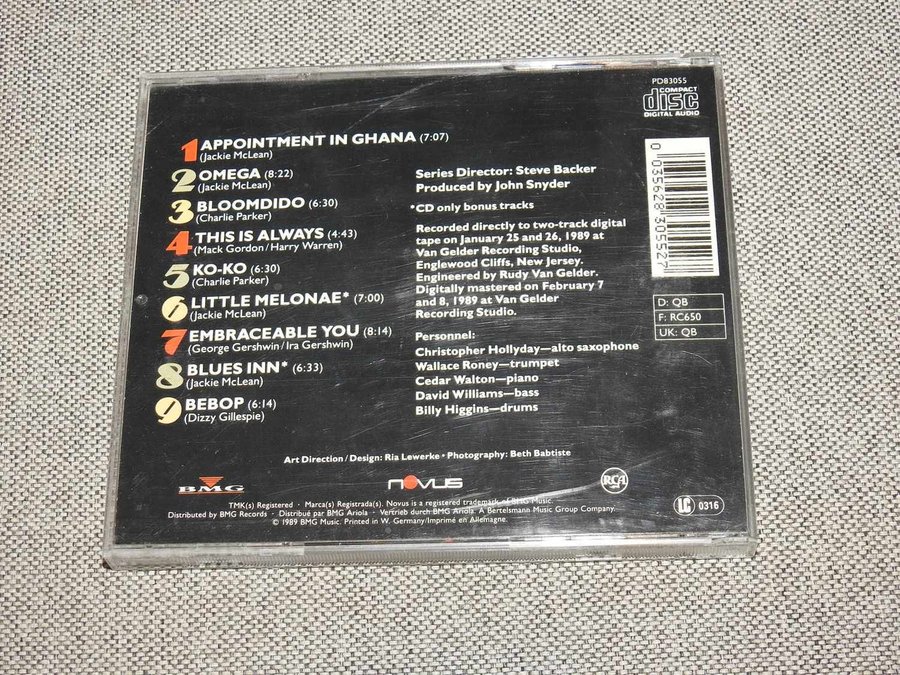 PD83055
COMPACT
disc
DIGITAL AUDIO
1 APPOINTMENT IN GHANA (7:07)
(Jackie McLean)
2 OMEGA (8:22)
(Jackie McLean)
3 BLOOMDIDO (6:30)
(Charlie Parker)
4 THIS IS ALWAYS (4:43)
(Mack Gordon/Harry Warren)
5 KO-KO (6:30)
(Charlie Parker)
6 LITTLE MELONAE* (7:00)
(Jackie McLean)
7 EMBRACEABLE YOU (8:14)
(George Gershwin/Ira Gershwin)
8 BLUES INN* (6:33)
(Jackie McLean)
9 BEBOP (6:14)
(Dizzy Gillespie)
Series Director: Steve Backer
Produced by John Snyder
*CD only bonus tracks
Recorded directly to two-track digital
tape on January 25 and 26, 1989 at
Van Gelder Recording Studio,
Englewood Cliffs, New Jersey.
Engineered by Rudy Van Gelder.
Digitally mastered on February 7
and 8, 1989 at Van Gelder
Recording Studio.
Personnel:
Christopher Hollyday—alto saxophone
Wallace Roney—trumpet
Cedar Walton—piano
David Williams—bass
Billy Higgins—drums
0 035628 305527
D: QB
F: RC650
UK: QB
Art Direction/Design: Ria Lewerke • Photography: Beth Babtiste
BMG
NOVUS
RCA
TMK(s) Registered • Marca(s) Registrada(s). Novus is a registered trademark of BMG Music.
Distributed by BMG Records • Distribué par BMG Ariola • Vertrieb durch BMG Ariola. A Bertelsmann Music Group Company.
© 1989 BMG Music. Printed in W. Germany/Imprimé en Allemagne.
LC 0316